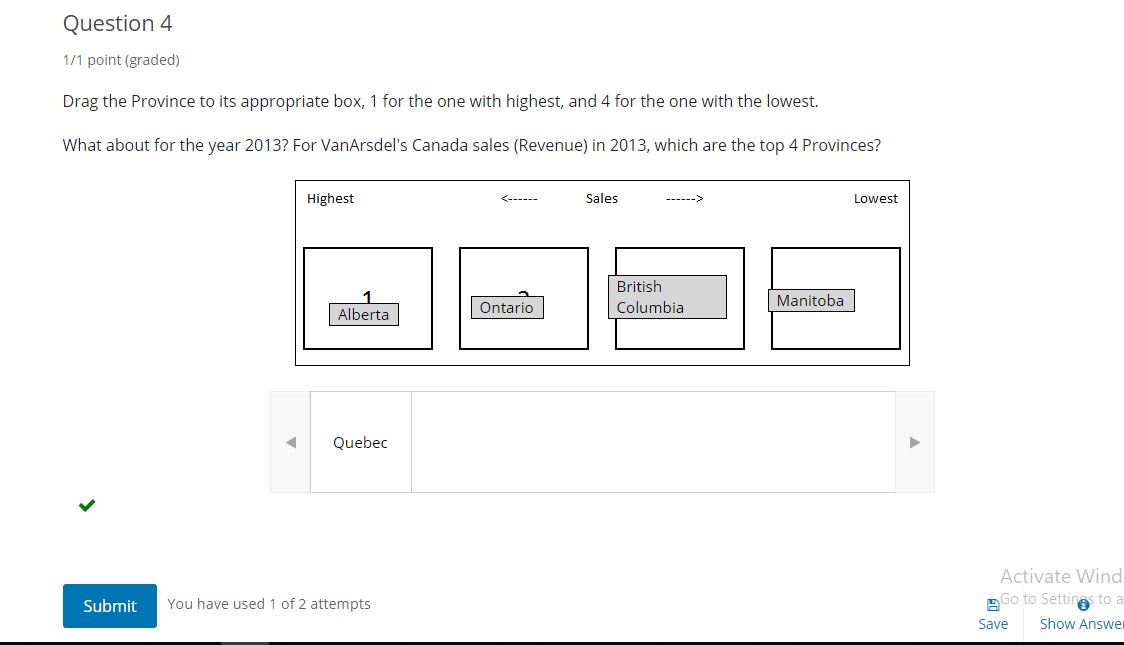 Question 4
1/1 point (graded)
Drag the Province to its appropriate box, 1 for the one with highest, and 4 for the one with the lowest.
What about for the year 2013? For VanArsdel's Canada sales (Revenue) in 2013, which are the top 4 Provinces?
Highest <------ Sales ------> Lowest
1
Alberta
Ontario
British
Columbia
Manitoba
Quebec
Submit
You have used 1 of 2 attempts
Activate Wind
Go to Settings to a
Save
Show Answer